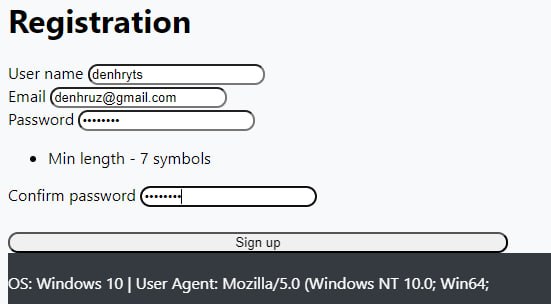 Registration
User name denhryts
Email denhruz@gmail.com
Password ••••••••
• Min length - 7 symbols
Confirm password ••••••••
Sign up
OS: Windows 10 | User Agent: Mozilla/5.0 (Windows NT 10.0; Win64;